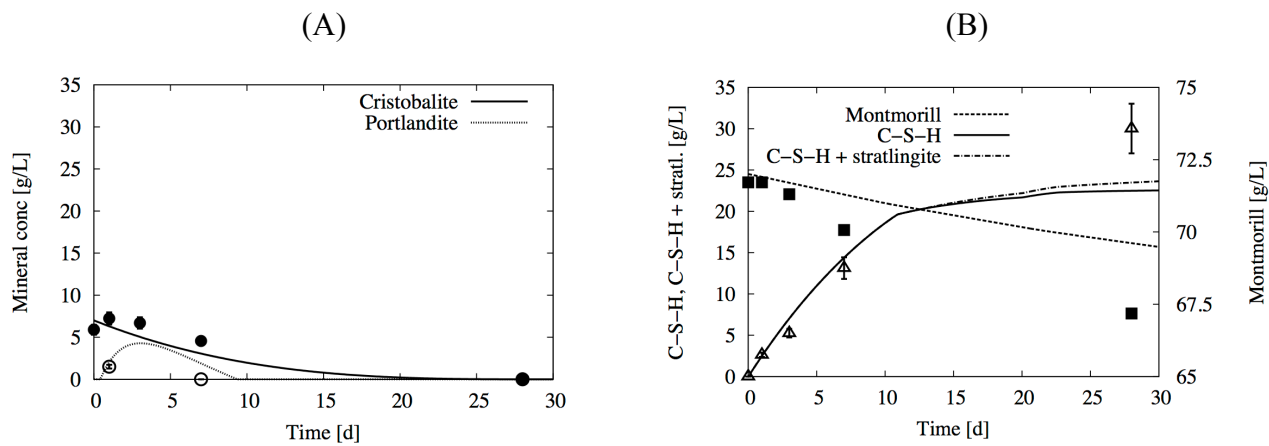 (A)
Mineral conc [g/L]
35
30
25
20
15
10
5
0
Cristobalite
Portlandite
0
5
10
15
20
25
30
Time [d]
(B)
C–S–H, C–S–H + stratl. [g/L]
35
30
25
20
15
10
5
0
Montmorill
C–S–H
C–S–H + stratlingite
75
72.5
70
67.5
65
Montmorill [g/L]
0
5
10
15
20
25
30
Time [d]